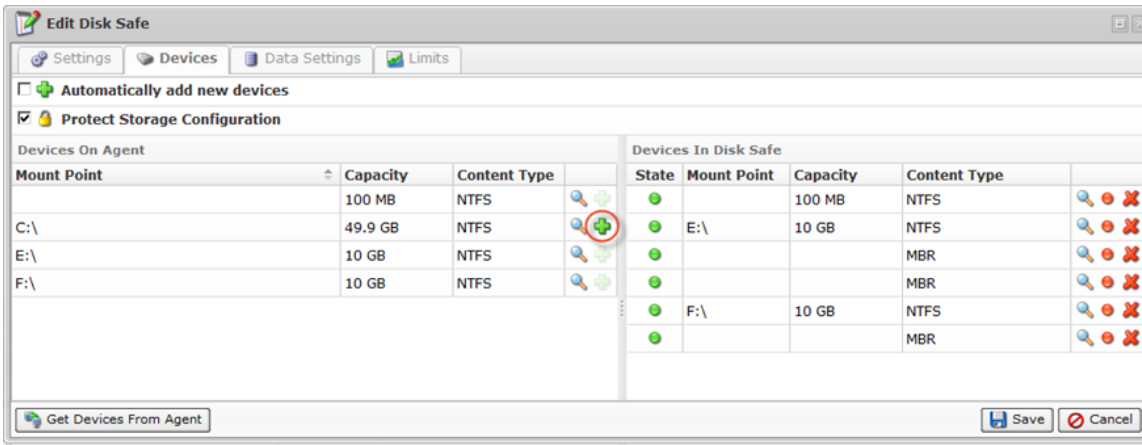 Edit Disk Safe
Settings Devices Data Settings Limits
Automatically add new devices
Protect Storage Configuration
Devices On Agent
Mount Point Capacity Content Type
100 MB NTFS
C:\ 49.9 GB NTFS
E:\ 10 GB NTFS
F:\ 10 GB NTFS
Devices In Disk Safe
State Mount Point Capacity Content Type
100 MB NTFS
E:\ 10 GB NTFS
MBR
MBR
F:\ 10 GB NTFS
MBR
Get Devices From Agent Save Cancel